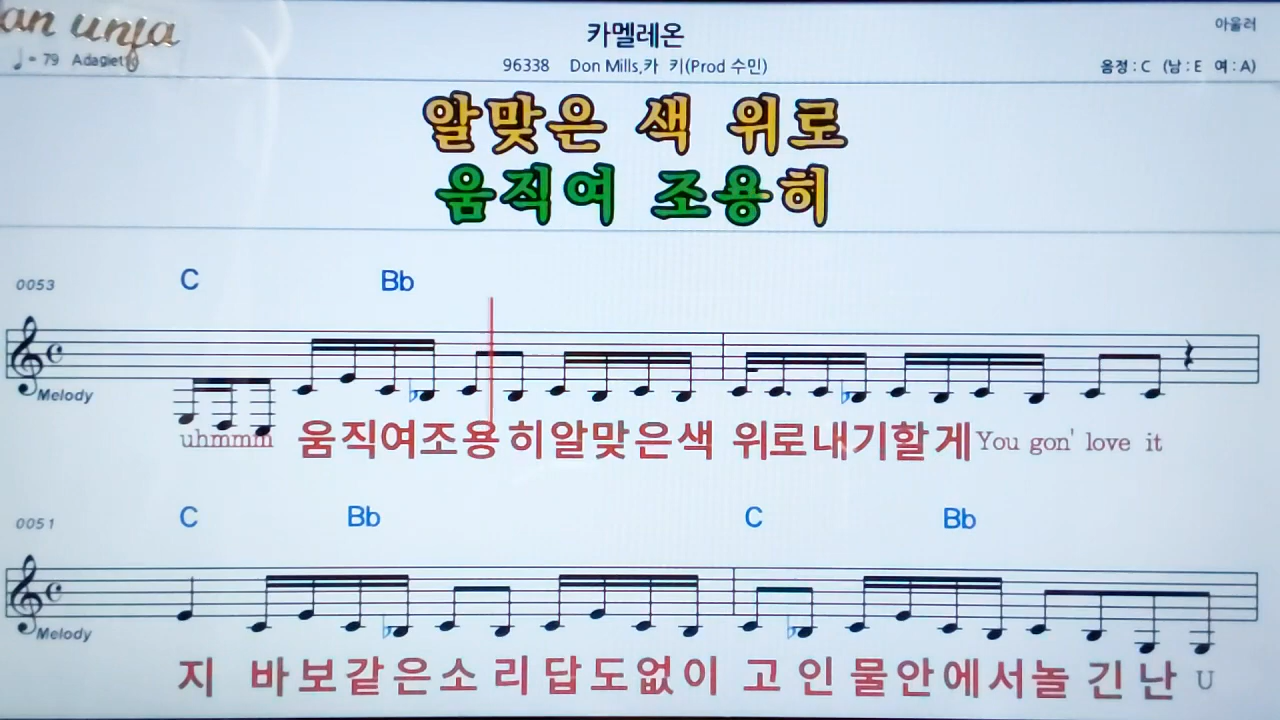 an unja
카멜레온
아울러
♩= 79 Adagietto
96338 Don Mills,카 키(Prod 수민)
음정 : C (남 : E 여 : A)
알맞은 색 위로
움직여 조용히
0053
C Bb
Melody
uhmmm 움직여조용히알맞은색 위로내기할게You gon' love it
0051
C Bb C Bb
Melody
지 바보같은소리답도없이 고인물안에서놀긴난 U